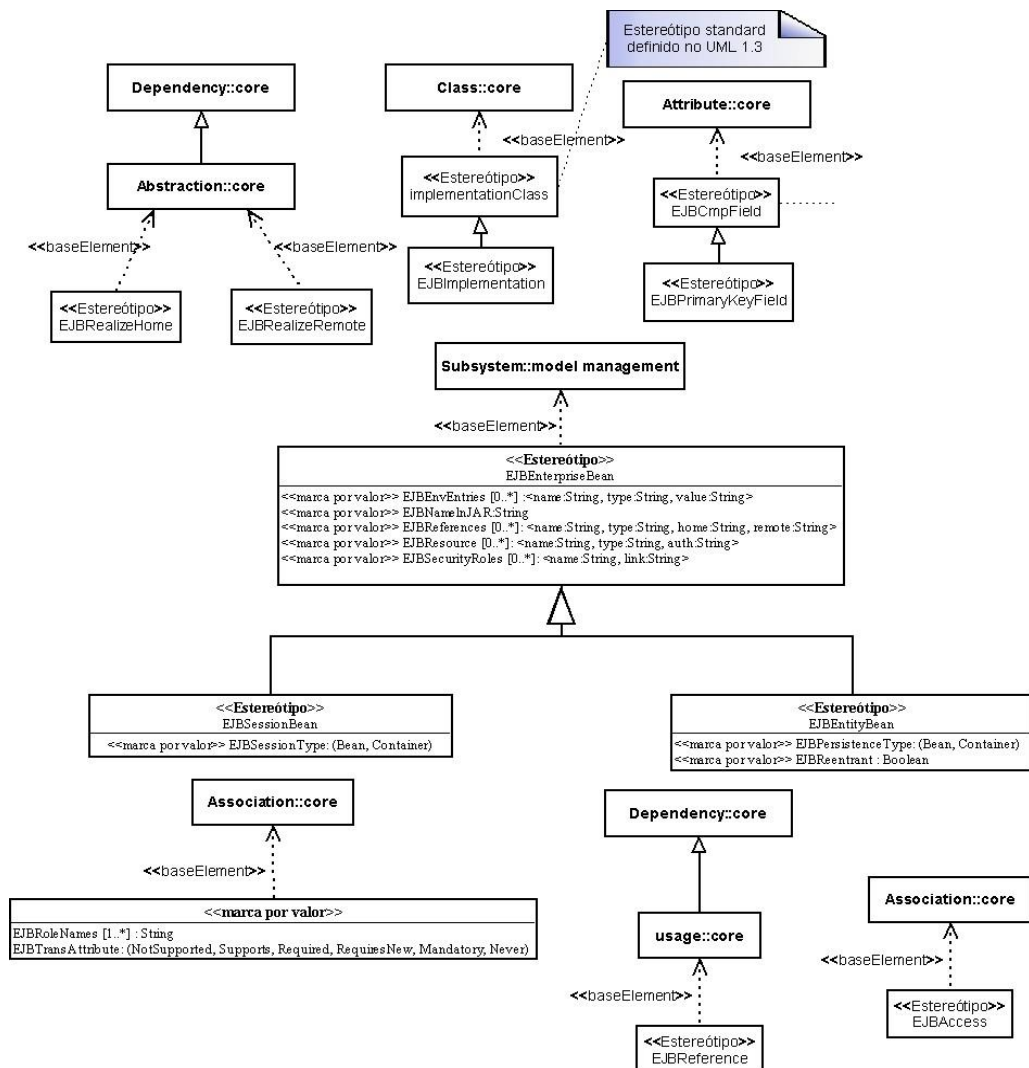 Estereótipo standard
definido no UML 1.3
Dependency::core
Class::core
Attribute::core
<<baseElement>>
<<baseElement>>
Abstraction::core
<<Estereótipo>>
implementationClass
<<Estereótipo>>
EJBCmpField
<<baseElement>>
<<baseElement>>
<<Estereótipo>>
EJBImplementation
<<Estereótipo>>
EJBPrimaryKeyField
<<Estereótipo>>
EJBRealizeHome
<<Estereótipo>>
EJBRealizeRemote
Subsystem::model management
<<baseElement>>
<<Estereótipo>>
EJBEnterpriseBean
<<marca por valor>> EJBEnvEntries [0..*] :<name:String, type:String, value:String>
<<marca por valor>> EJBNameInJAR:String
<<marca por valor>> EJBReferences [0..*]: <name:String, type:String, home:String, remote:String>
<<marca por valor>> EJBResource [0..*]: <name:String, type:String, auth:String>
<<marca por valor>> EJBSecurityRoles [0..*]: <name:String, link:String>
<<Estereótipo>>
EJBSessionBean
<<marca por valor>> EJBSessionType: (Bean, Container)
<<Estereótipo>>
EJBEntityBean
<<marca por valor>> EJBPersistenceType: (Bean, Container)
<<marca por valor>> EJBReentrant : Boolean
Association::core
<<baseElement>>
<<marca por valor>>
EJBRoleNames [1..*] : String
EJBTransAttribute: (NotSupported, Supports, Required, RequiresNew, Mandatory, Never)
Dependency::core
usage::core
<<baseElement>>
<<Estereótipo>>
EJBReference
Association::core
<<baseElement>>
<<Estereótipo>>
EJBAccess